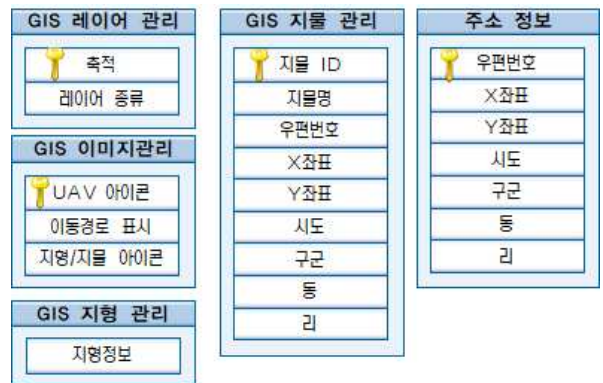 GIS 레이어 관리
축적
레이어 종류
GIS 이미지관리
UAV 아이콘
이동경로 표시
지형/지물 아이콘
GIS 지형 관리
지형정보
GIS 지물 관리
지물 ID
지물명
우편번호
X좌표
Y좌표
시도
구군
동
리
주소 정보
우편번호
X좌표
Y좌표
시도
구군
동
리